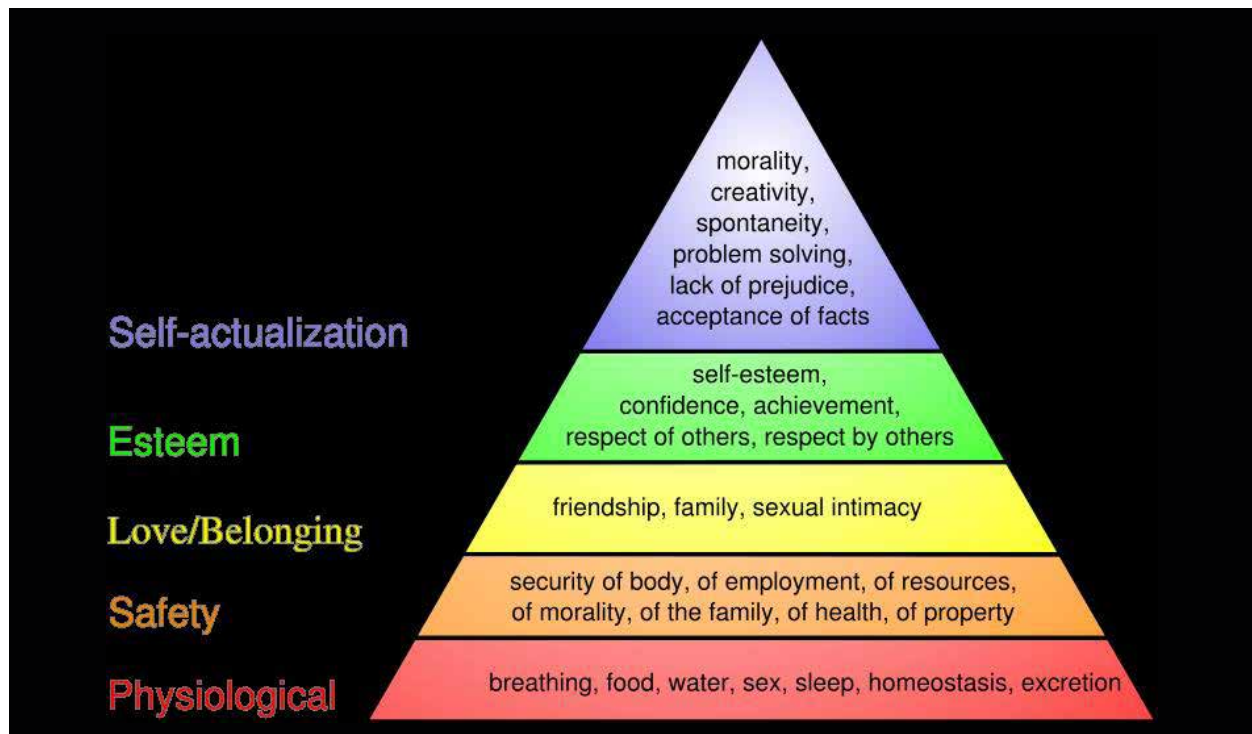 morality,
creativity,
spontaneity,
problem solving,
lack of prejudice,
acceptance of facts
Self-actualization
self-esteem,
confidence, achievement,
respect of others, respect by others
Esteem
friendship, family, sexual intimacy
Love/Belonging
security of body, of employment, of resources,
of morality, of the family, of health, of property
Safety
breathing, food, water, sex, sleep, homeostasis, excretion
Physiological